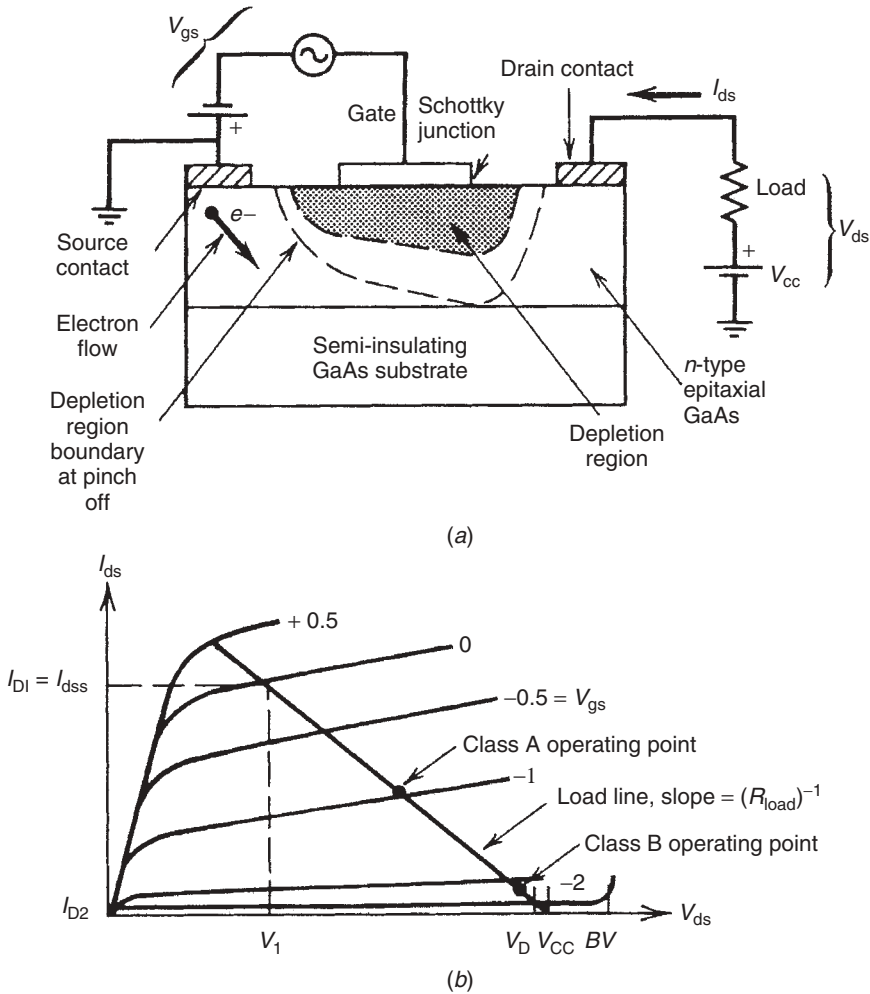 V_gs
+
Gate
Schottky
junction
Drain contact
I_ds
Load
+
V_cc
V_ds
e−
Source
contact
Electron
flow
Depletion
region
boundary
at pinch
off
Semi-insulating
GaAs substrate
Depletion
region
n-type
epitaxial
GaAs
(a)
I_ds
+ 0.5
0
I_DI = I_dss
−0.5 = V_gs
Class A operating point
−1
Load line, slope = (R_load)^−1
Class B operating point
−2
I_D2
V_1
V_D
V_CC
BV
V_ds
(b)